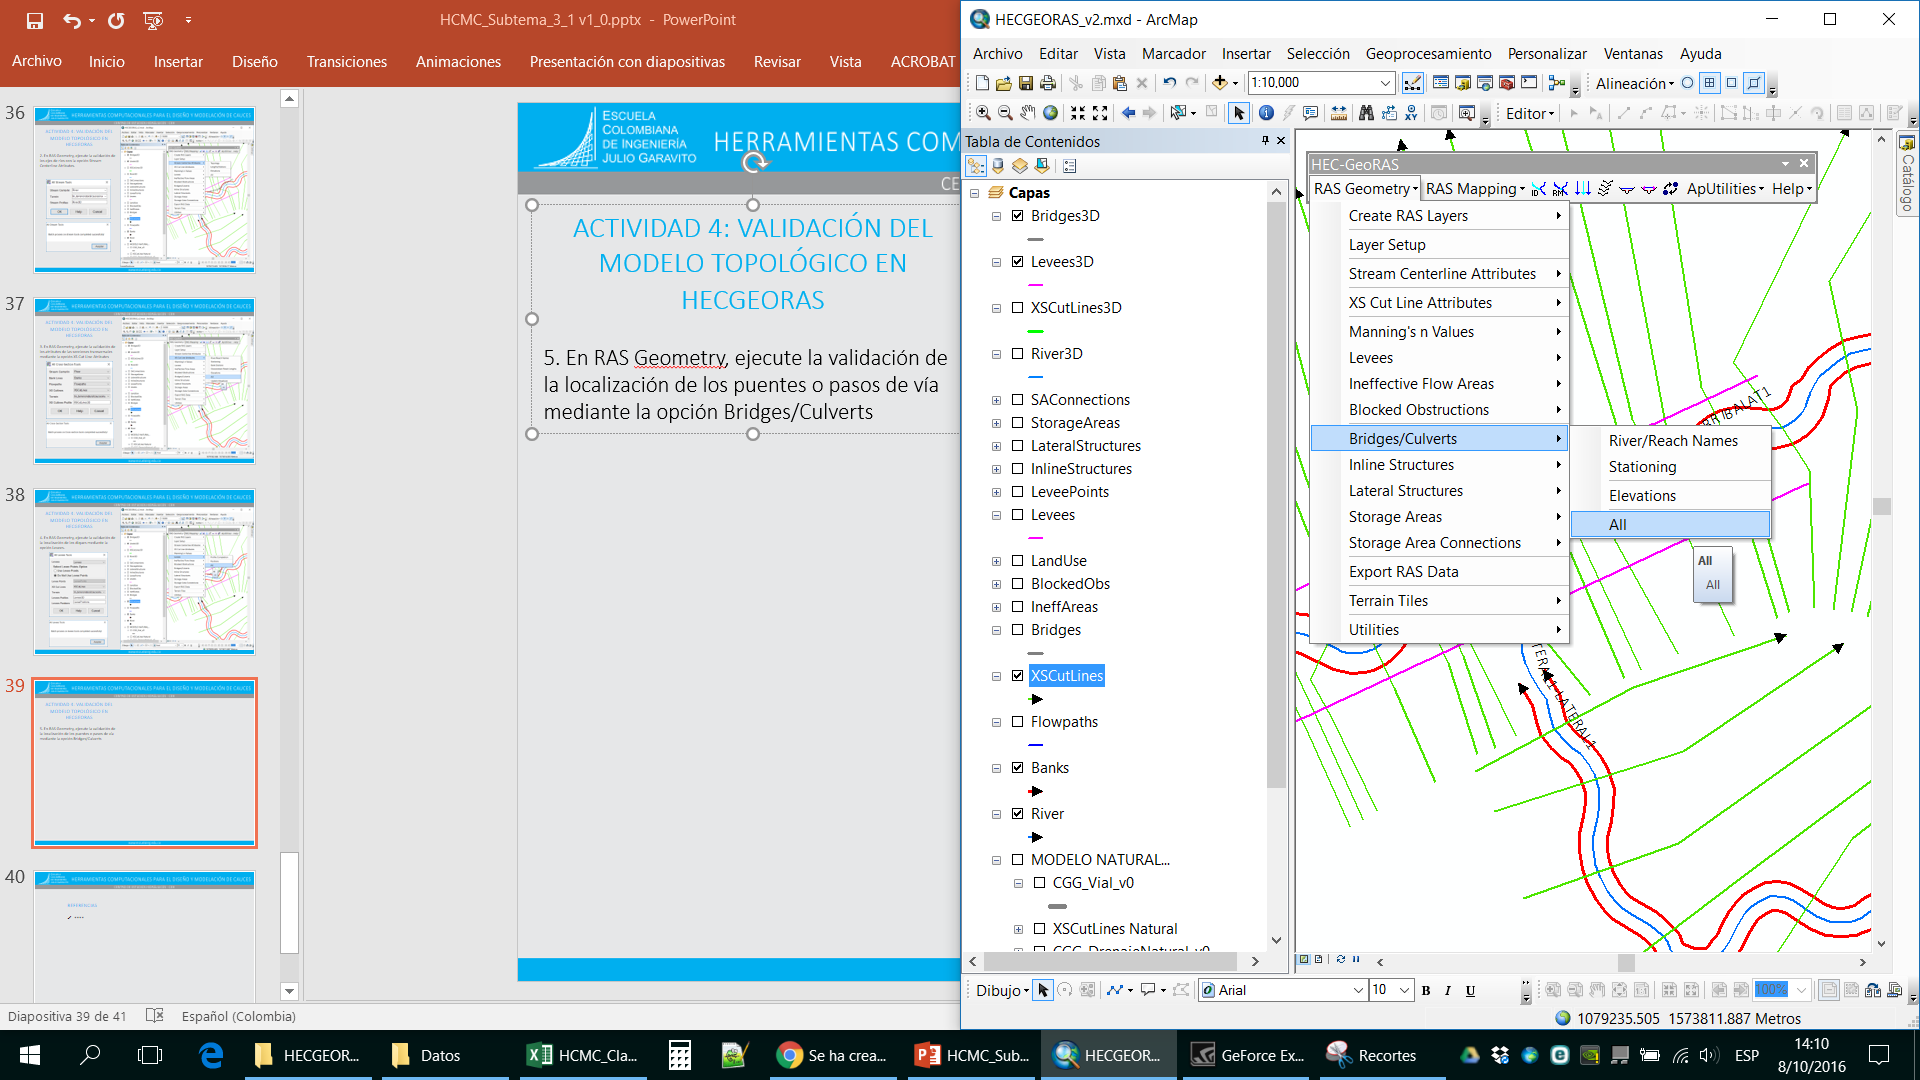 HCMC_Subtema_3_1 v1_0.pptx - PowerPoint
Archivo Inicio Insertar Diseño Transiciones Animaciones Presentación con diapositivas Revisar Vista ACROBAT
36
37
38
39
40
ESCUELA
COLOMBIANA
DE INGENIERÍA
JULIO GARAVITO
HERRAMIENTAS COM
CE
ACTIVIDAD 4: VALIDACIÓN DEL
MODELO TOPOLÓGICO EN
HECGEORAS
5. En RAS Geometry, ejecute la validación de
la localización de los puentes o pasos de vía
mediante la opción Bridges/Culverts
Diapositiva 39 de 41 Español (Colombia)
HECGEORAS_v2.mxd - ArcMap
Archivo Editar Vista Marcador Insertar Selección Geoprocesamiento Personalizar Ventanas Ayuda
1:10,000
Alineación
Editor
Tabla de Contenidos
Capas
Bridges3D
Levees3D
XSCutLines3D
River3D
SAConnections
StorageAreas
LateralStructures
InlineStructures
LeveePoints
Levees
LandUse
BlockedObs
IneffAreas
Bridges
XSCutLines
Flowpaths
Banks
River
MODELO NATURAL...
CGG_Vial_v0
XSCutLines Natural
CGG_DrenajeNatural_v0
HEC-GeoRAS
RAS Geometry RAS Mapping ApUtilities Help
Create RAS Layers
Layer Setup
Stream Centerline Attributes
XS Cut Line Attributes
Manning's n Values
Levees
Ineffective Flow Areas
Blocked Obstructions
Bridges/Culverts
Inline Structures
Lateral Structures
Storage Areas
Storage Area Connections
Export RAS Data
Terrain Tiles
Utilities
River/Reach Names
Stationing
Elevations
All
All
All
LATERAL1
Catálogo
Dibujo Arial 10 B I U 100%
1079235.505 1573811.887 Metros
HECGEOR... Datos HCMC_Cla... Se ha crea... HCMC_Sub... HECGEOR... GeForce Ex... Recortes ESP
14:10
8/10/2016